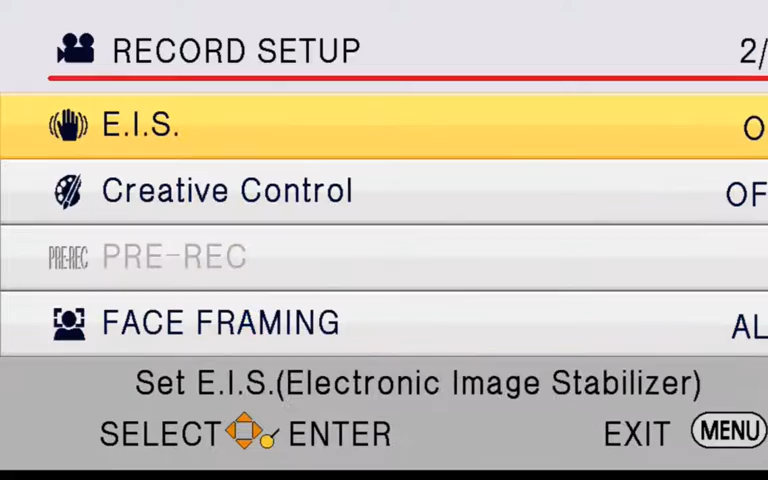 RECORD SETUP 2/
E.I.S. O
Creative Control OF
PRE-REC PRE-REC
FACE FRAMING AL
Set E.I.S.(Electronic Image Stabilizer)
SELECT ENTER EXIT MENU